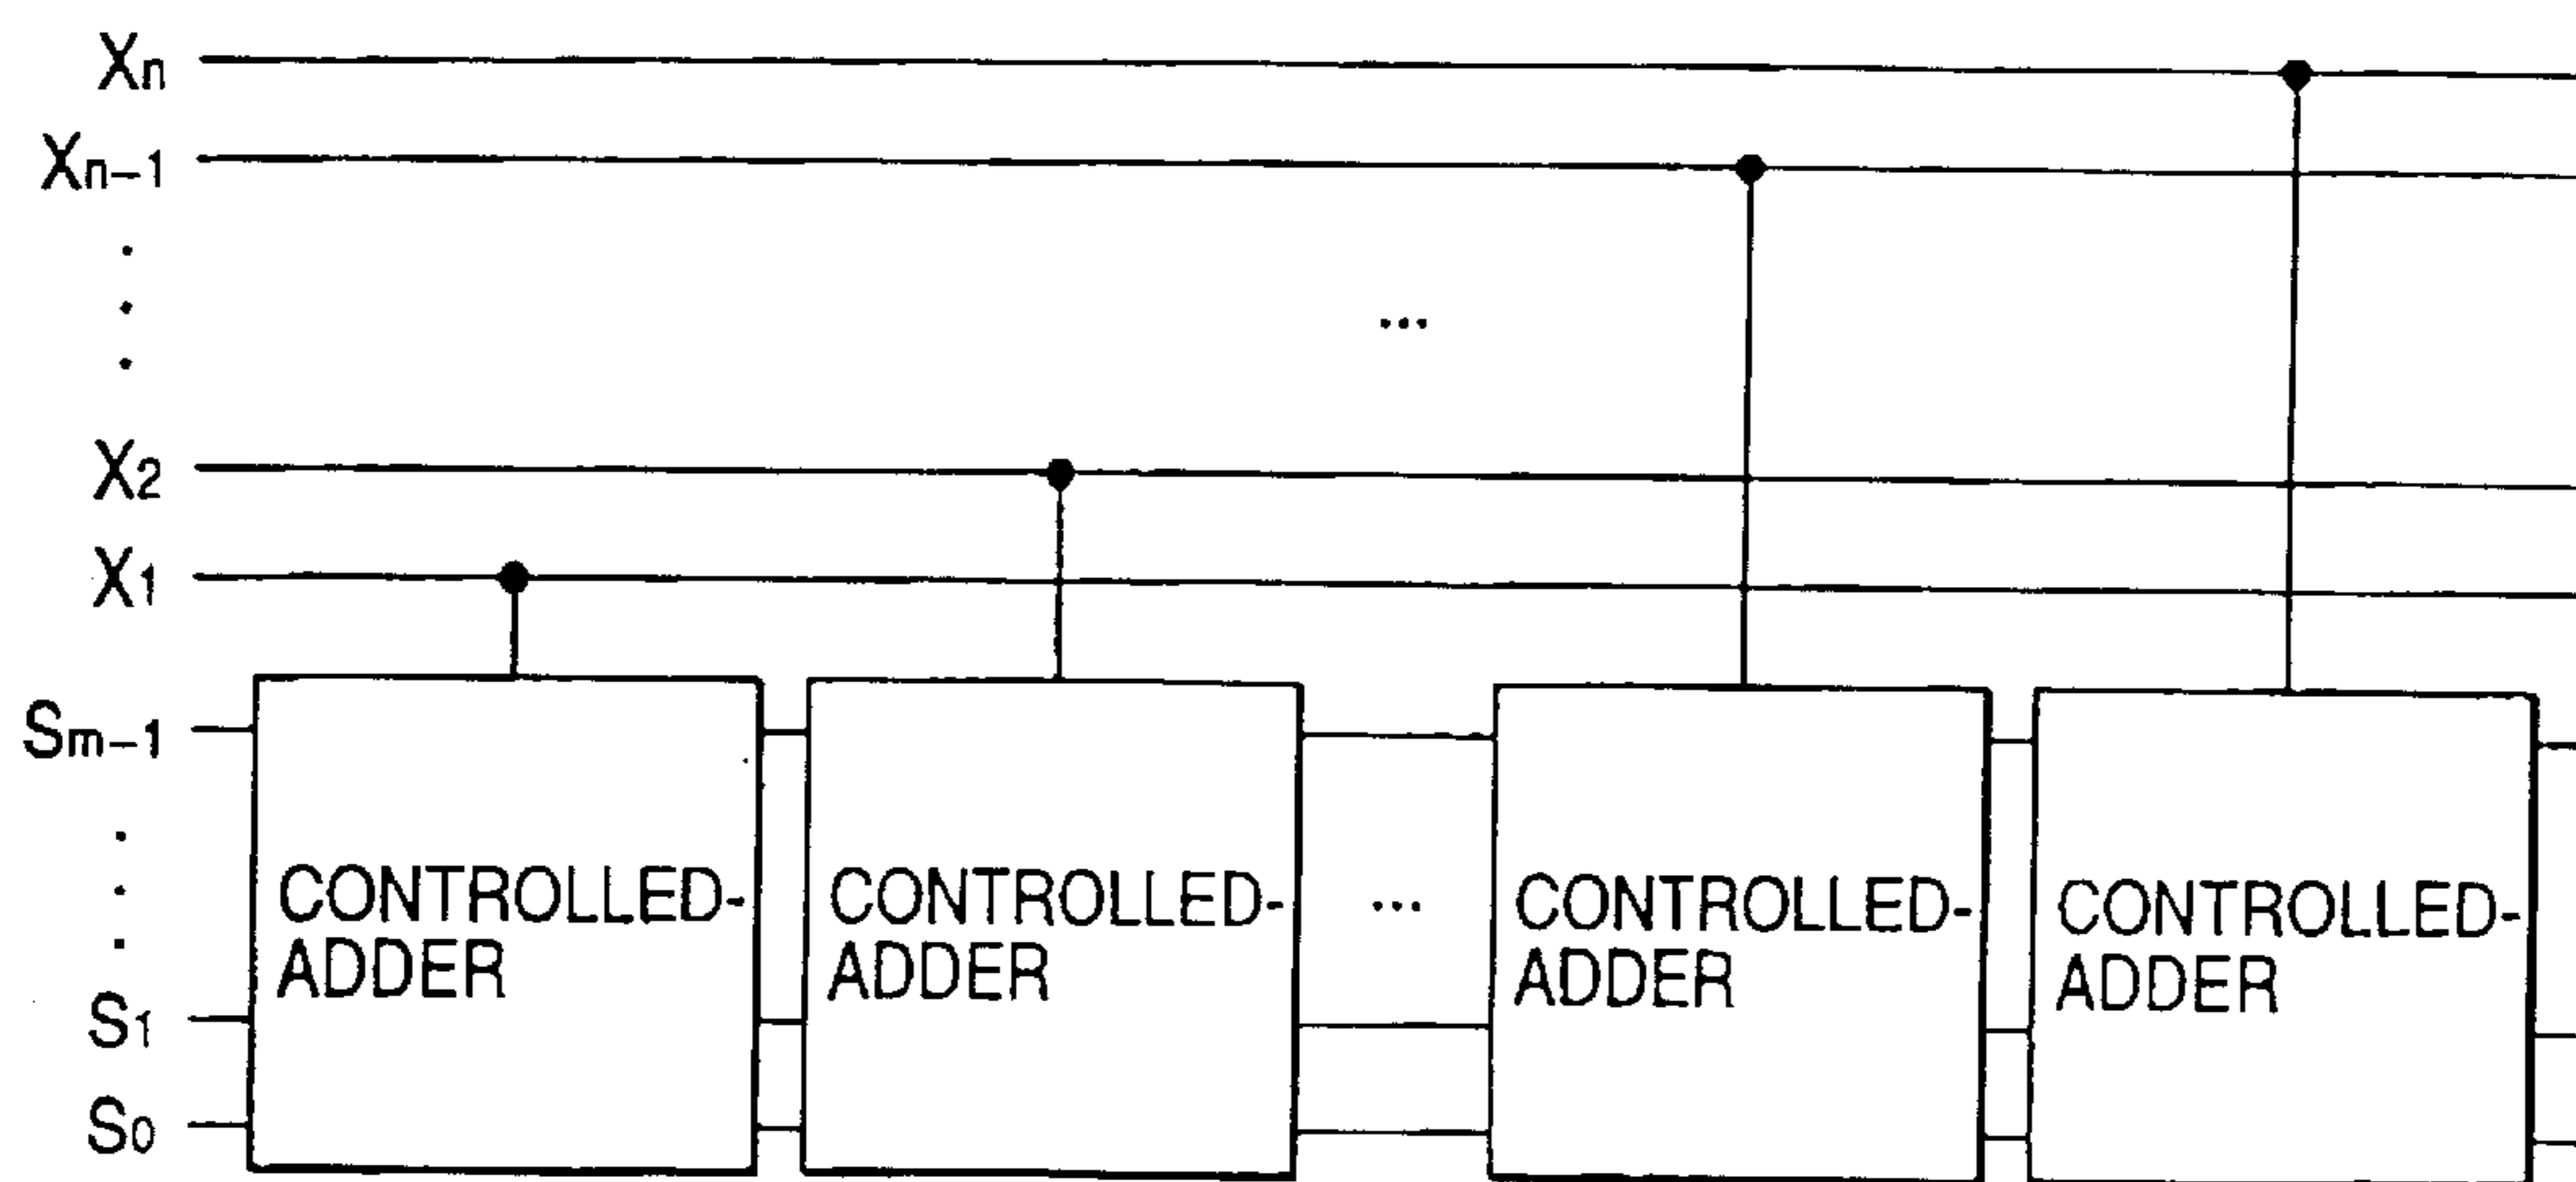 Xn
Xn-1
.
.
.
...
X2
X1
Sm-1
.
.
.
S1
S0
CONTROLLED-
ADDER
CONTROLLED-
ADDER
...
CONTROLLED-
ADDER
CONTROLLED-
ADDER